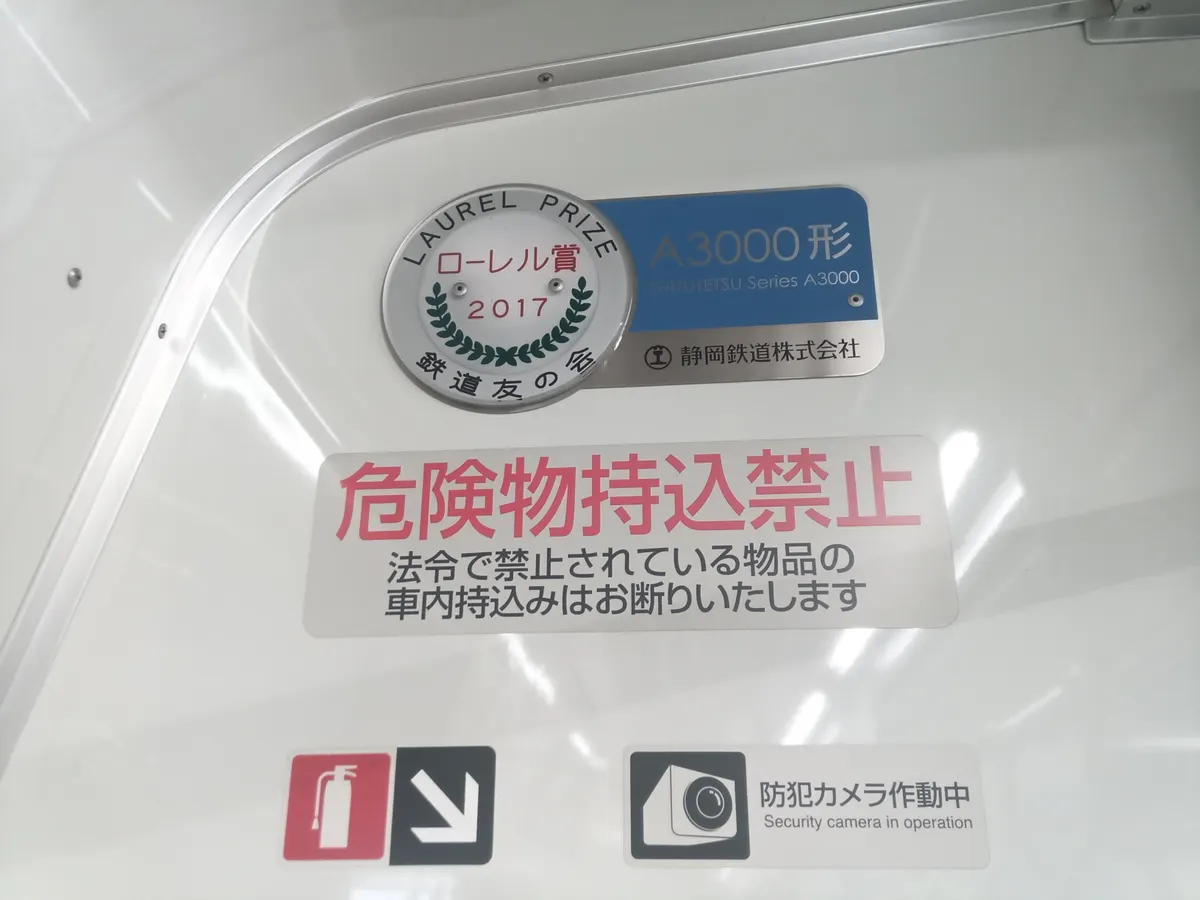 LAUREL PRIZE
ローレル賞
2017
鉄道友の会
A3000形
SHIZUTETSU Series A3000
静岡鉄道株式会社
危険物持込禁止
法令で禁止されている物品の
車内持込みはお断りいたします
防犯カメラ作動中
Security camera in operation